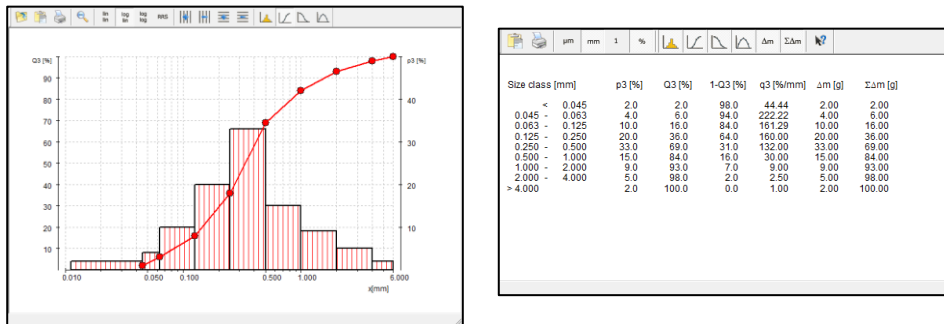 lin lin
log lin
log log
RRS
Q3 [%]
p3 [%]
90
80
70
60
50
40
30
20
10
40
30
20
10
0.010
0.050
0.100
0.500
1.000
6.000
x[mm]
µm mm 1 % Δm ΣΔm
Size class [mm] p3 [%] Q3 [%] 1-Q3 [%] q3 [%/mm] Δm [g] ΣΔm [g]
< 0.045 2.0 2.0 98.0 44.44 2.00 2.00
0.045 - 0.063 4.0 6.0 94.0 222.22 4.00 6.00
0.063 - 0.125 10.0 16.0 84.0 161.29 10.00 16.00
0.125 - 0.250 20.0 36.0 64.0 160.00 20.00 36.00
0.250 - 0.500 33.0 69.0 31.0 132.00 33.00 69.00
0.500 - 1.000 15.0 84.0 16.0 30.00 15.00 84.00
1.000 - 2.000 9.0 93.0 7.0 9.00 9.00 93.00
2.000 - 4.000 5.0 98.0 2.0 2.50 5.00 98.00
> 4.000 2.0 100.0 0.0 1.00 2.00 100.00